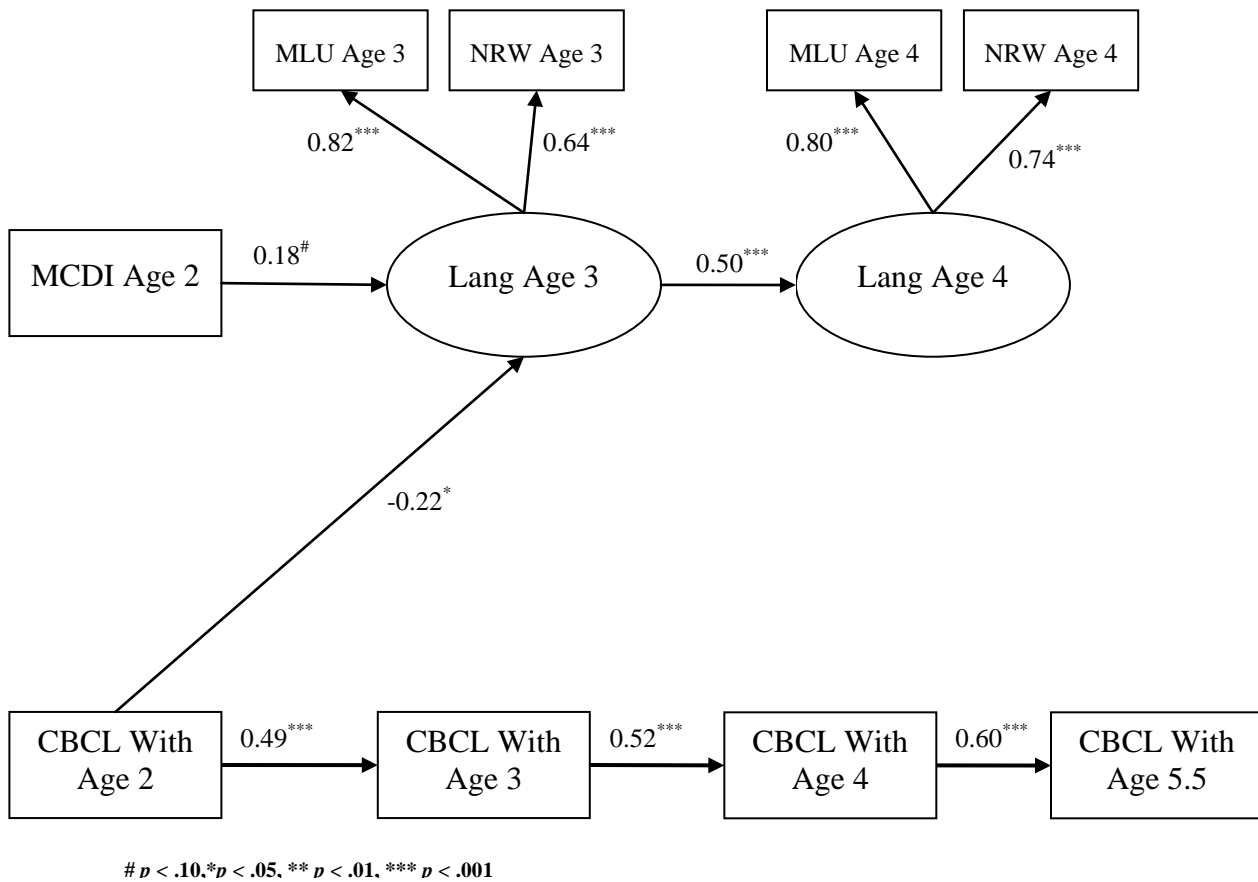 MLU Age 3
NRW Age 3
MLU Age 4
NRW Age 4
0.82***
0.64***
0.80***
0.74***
MCDI Age 2
0.18#
Lang Age 3
0.50***
Lang Age 4
-0.22*
CBCL With
Age 2
0.49***
CBCL With
Age 3
0.52***
CBCL With
Age 4
0.60***
CBCL With
Age 5.5
# p < .10,*p < .05, ** p < .01, *** p < .001